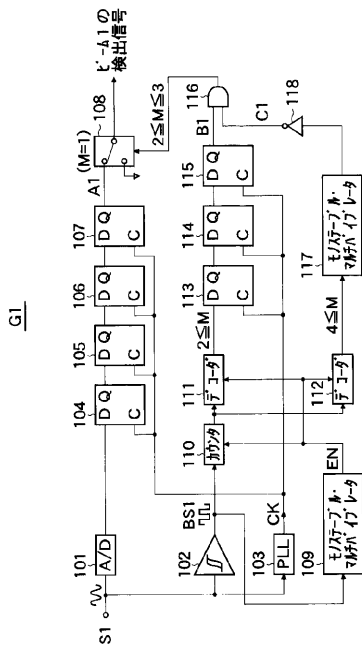 G1
S1
101
A/D
104
D Q
C
105
D Q
C
106
D Q
C
107
D Q
C
A1
(M=1)
108
ビーム1の
検出信号
102
BS1
110
カウンタ
111
デコーダ
2≦M
113
D Q
C
114
D Q
C
115
D Q
C
B1
2≦M≦3
116
103
PLL
CK
112
デコーダ
4≦M
C1
118
109
モノステーブル・
マルチバイブレータ
EN
117
モノステーブル・
マルチバイブレータ